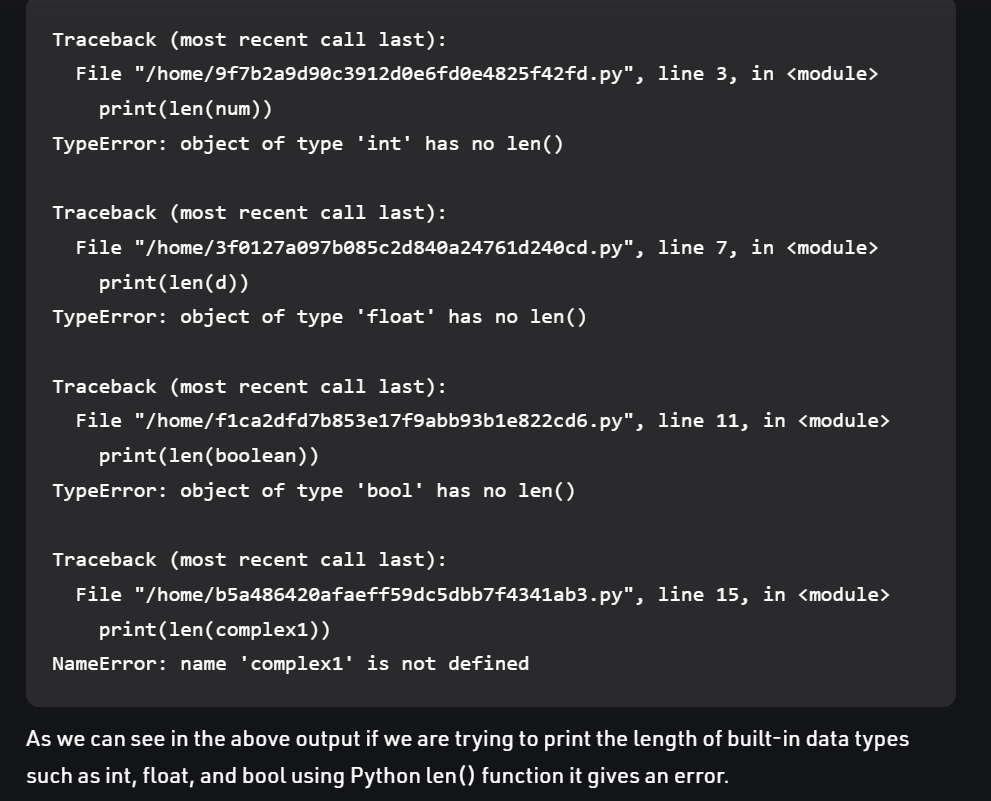 Traceback (most recent call last):
  File "/home/9f7b2a9d90c3912d0e6fd0e4825f42fd.py", line 3, in <module>
    print(len(num))
TypeError: object of type 'int' has no len()

Traceback (most recent call last):
  File "/home/3f0127a097b085c2d840a24761d240cd.py", line 7, in <module>
    print(len(d))
TypeError: object of type 'float' has no len()

Traceback (most recent call last):
  File "/home/f1ca2dfd7b853e17f9abb93b1e822cd6.py", line 11, in <module>
    print(len(boolean))
TypeError: object of type 'bool' has no len()

Traceback (most recent call last):
  File "/home/b5a486420afaeff59dc5dbb7f4341ab3.py", line 15, in <module>
    print(len(complex1))
NameError: name 'complex1' is not defined
As we can see in the above output if we are trying to print the length of built-in data types
such as int, float, and bool using Python len() function it gives an error.